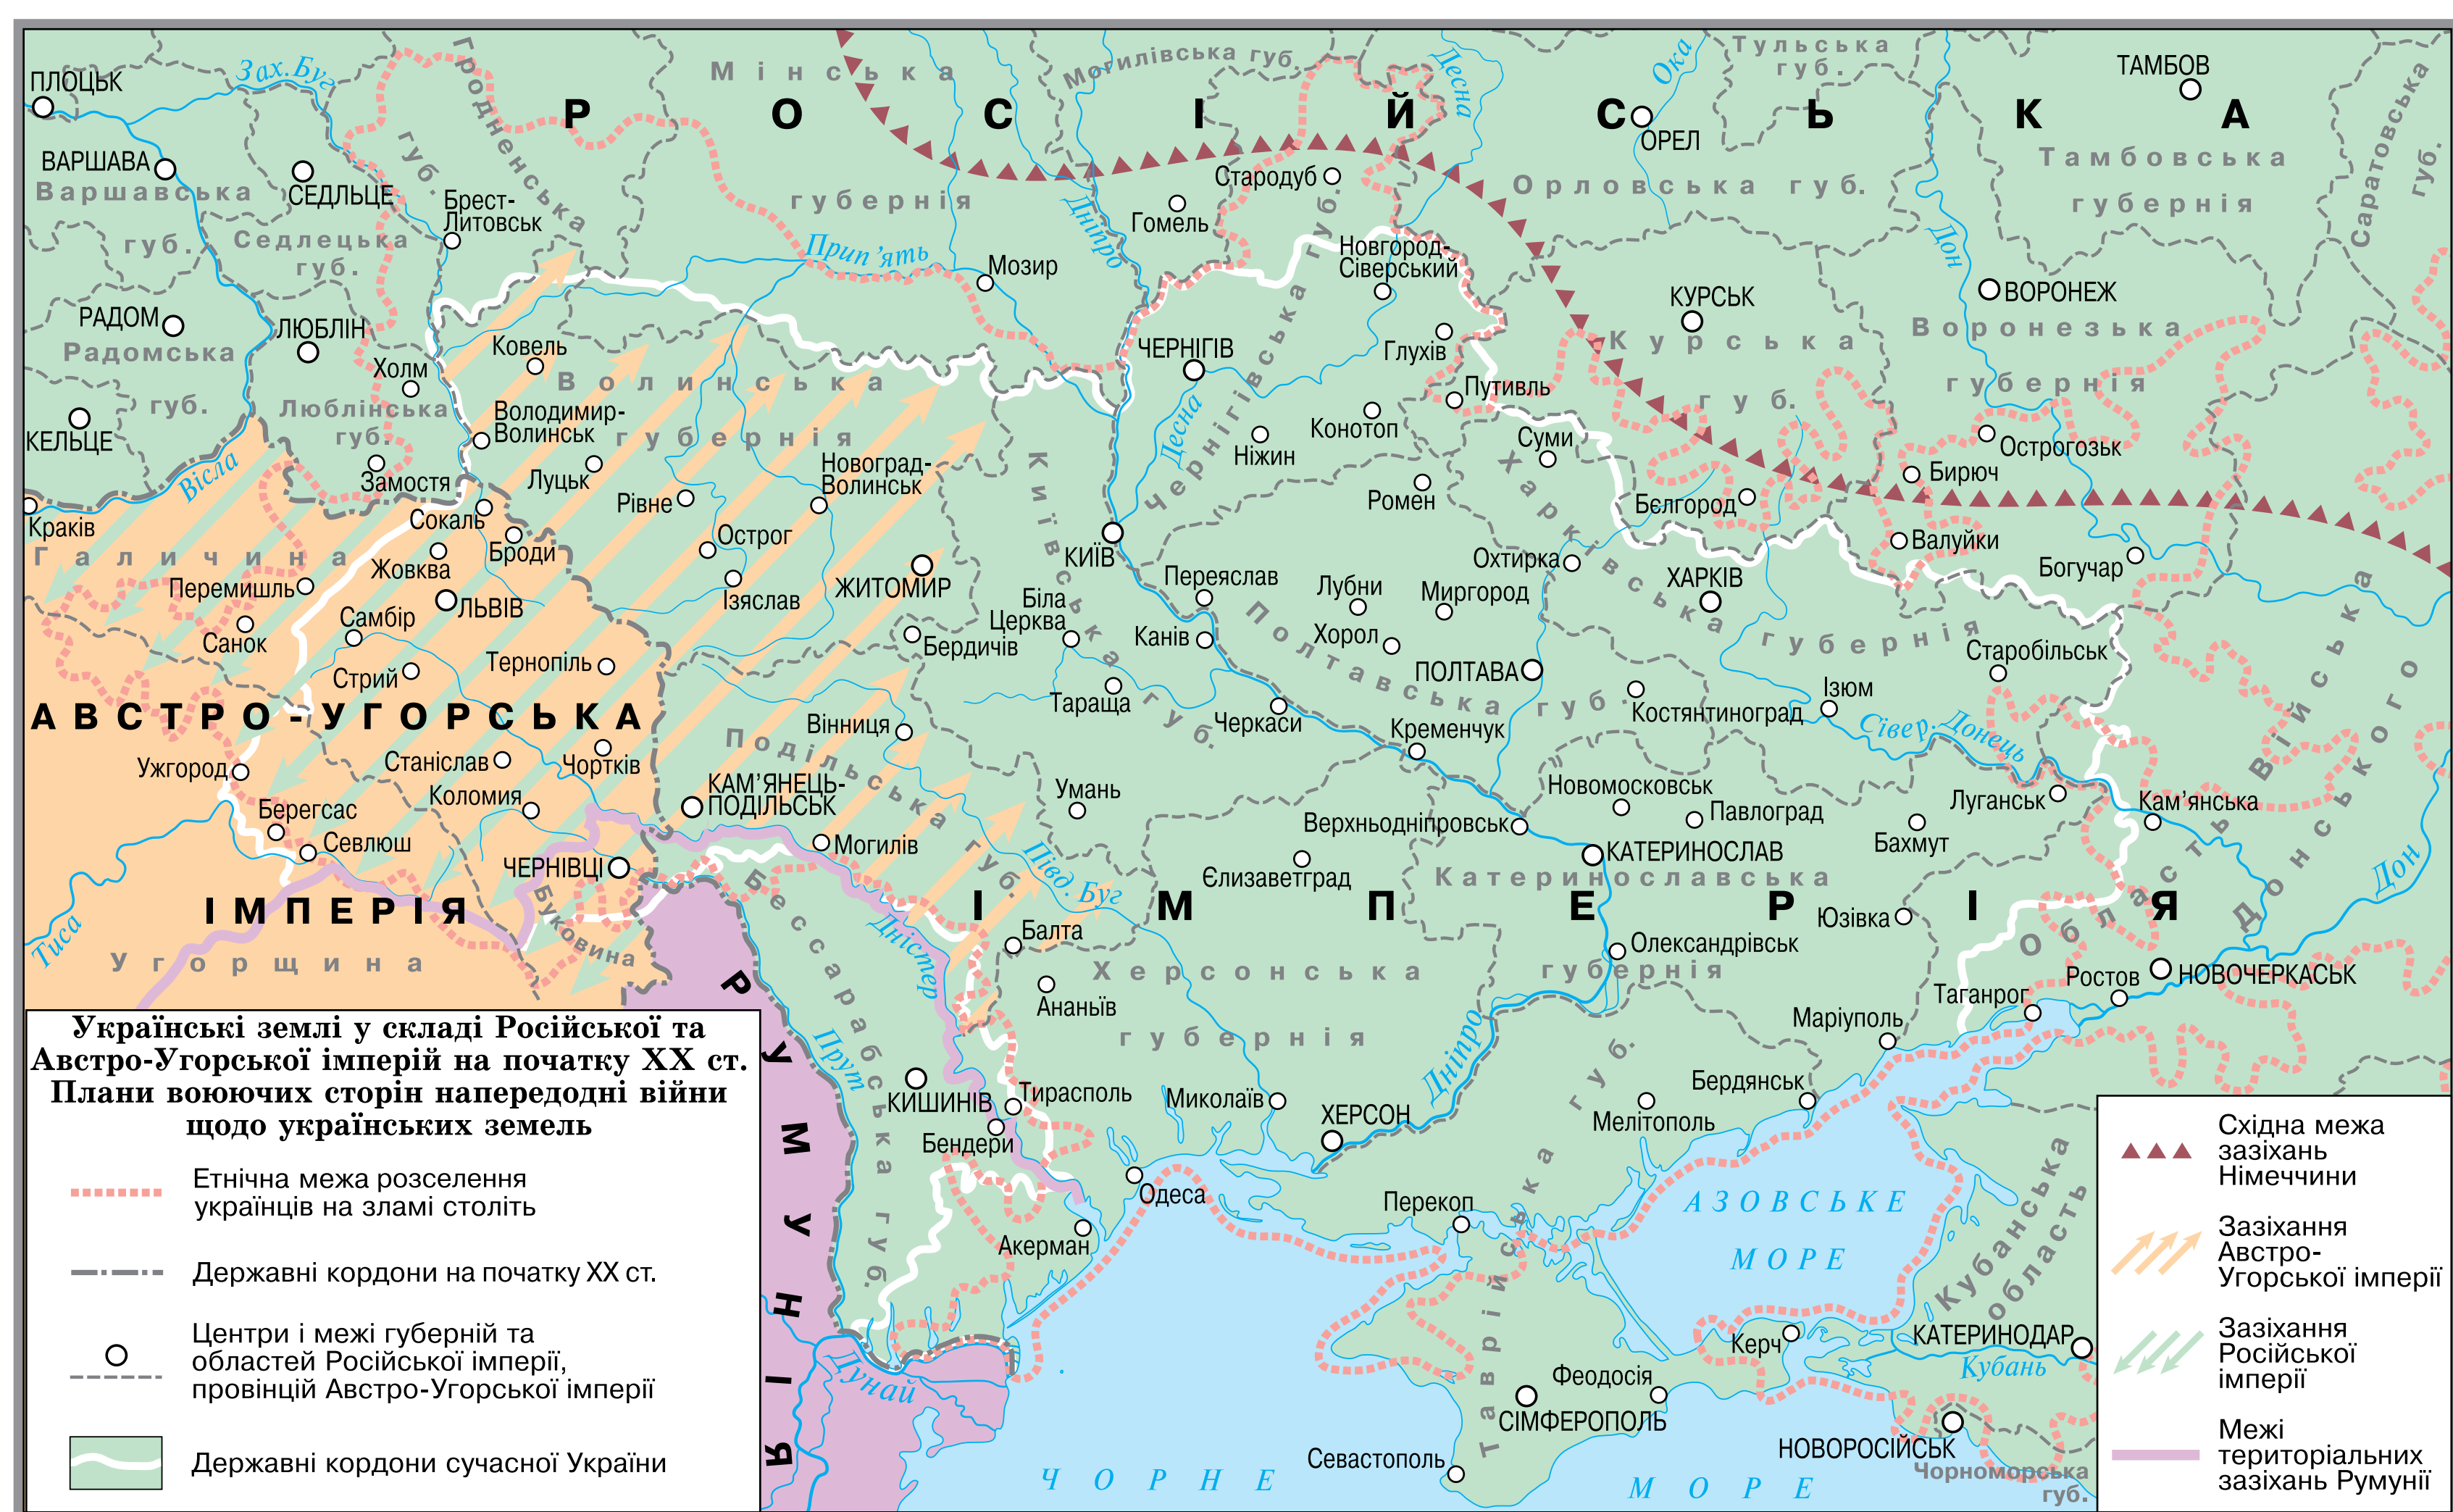 Українські землі у складі Російської та
Австро-Угорської імперій на початку ХХ ст.
Плани воюючих сторін напередодні війни
щодо українських земель
Етнічна межа розселення
українців на зламі століть
Державні кордони на початку ХХ ст.
Центри і межі губерній та
областей Російської імперії,
провінцій Австро-Угорської імперії
Державні кордони сучасної України
Східна межа
зазіхань
Німеччини
Зазіхання
Австро-
Угорської імперії
Зазіхання
Російської
імперії
Межі
територіальних
зазіхань Румунії
РОСІЙСЬКА
ІМПЕРІЯ
АВСТРО-УГОРСЬКА
ІМПЕРІЯ
РУМУНІЯ
ПЛОЦЬК
Зах. Буг
Гродненська
губ.
Мінська
губернія
Могилівська губ.
Десна
Ока
Тульська
губ.
ТАМБОВ
Тамбовська
губернія
Саратовська
губ.
ВАРШАВА
Варшавська
губ.
СЕДЛЬЦЕ
Седлецька
губ.
Брест-
Литовськ
Прип'ять
Дніпро
Мозир
Гомель
Стародуб
Новгород-
Сіверський
ОРЕЛ
Орловська губ.
Дон
ВОРОНЕЖ
Воронезька
губернія
КУРСЬК
Курська
губ.
РАДОМ
Радомська
губ.
ЛЮБЛІН
Люблінська
губ.
Холм
Замостя
КЕЛЬЦЕ
Вісла
Краків
Галичина
Ковель
Волинська
губернія
Володимир-
Волинськ
Луцьк
Рівне
Новоград-
Волинськ
Острог
Ізяслав
ЖИТОМИР
Бердичів
ЧЕРНІГІВ
Чернігівська губ.
Десна
Глухів
Путивль
Конотоп
Ніжин
Ромен
Суми
Харківська
губернія
Бєлгород
Острогозьк
Бирюч
Валуйки
Богучар
Сокаль
Броди
Жовква
ЛЬВІВ
Перемишль
Санок
Самбір
Стрий
Тернопіль
Київська
губ.
КИЇВ
Біла
Церква
Тараща
Переяслав
Канів
Черкаси
Лубни
Миргород
Хорол
Полтавська губ.
ПОЛТАВА
Охтирка
ХАРКІВ
Костянтиноград
Кременчук
Ізюм
Старобільськ
Сівер. Донець
Область Війська
Донського
Ужгород
Берегсас
Севлюш
Станіслав
Коломия
Чортків
ЧЕРНІВЦІ
Буковина
Тиса
Угорщина
КАМ'ЯНЕЦЬ-
ПОДІЛЬСЬК
Подільська губ.
Вінниця
Могилів
Умань
Півд. Буг
Балта
Ананьїв
Дністер
Бессарабська губ.
Прут
КИШИНІВ
Тирасполь
Бендери
Акерман
Дунай
Єлизаветград
Верхньодніпровськ
Новомосковськ
Павлоград
КАТЕРИНОСЛАВ
Катеринославська
губернія
Олександрівськ
Бахмут
Луганськ
Кам'янська
Юзівка
Дон
НОВОЧЕРКАСЬК
Ростов
Таганрог
Маріуполь
Бердянськ
Мелітополь
Херсонська
губернія
Миколаїв
ХЕРСОН
Дніпро
Одеса
Перекоп
Таврійська губ.
АЗОВСЬКЕ
МОРЕ
Кубанська
область
КАТЕРИНОДАР
Кубань
Керч
Феодосія
СІМФЕРОПОЛЬ
Севастополь
НОВОРОСІЙСЬК
Чорноморська
губ.
ЧОРНЕ
МОРЕ